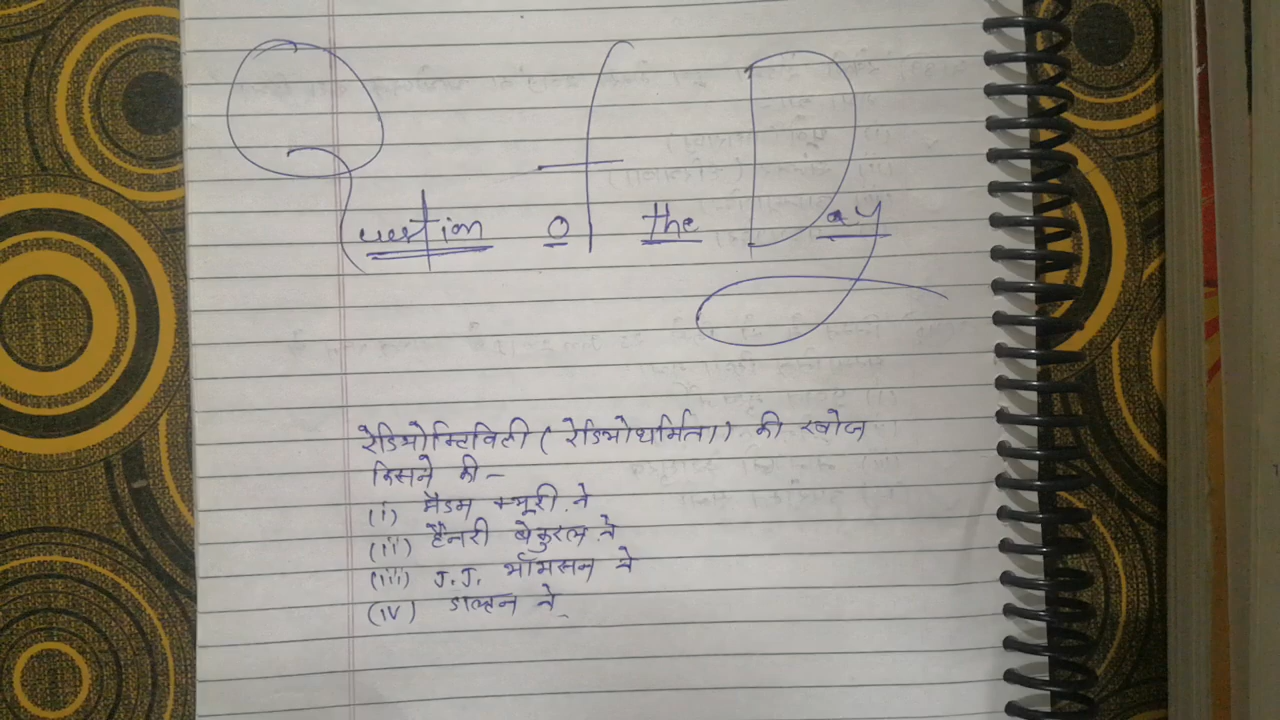 Question of the Day
रेडियोएक्टिविटी (रेडियोधर्मिता) की खोज
किसने की-
(i) मैडम क्यूरी ने
(ii) हैनरी बेकुरल ने
(iii) J.J. थॉमसन ने
(iv) डाल्टन ने